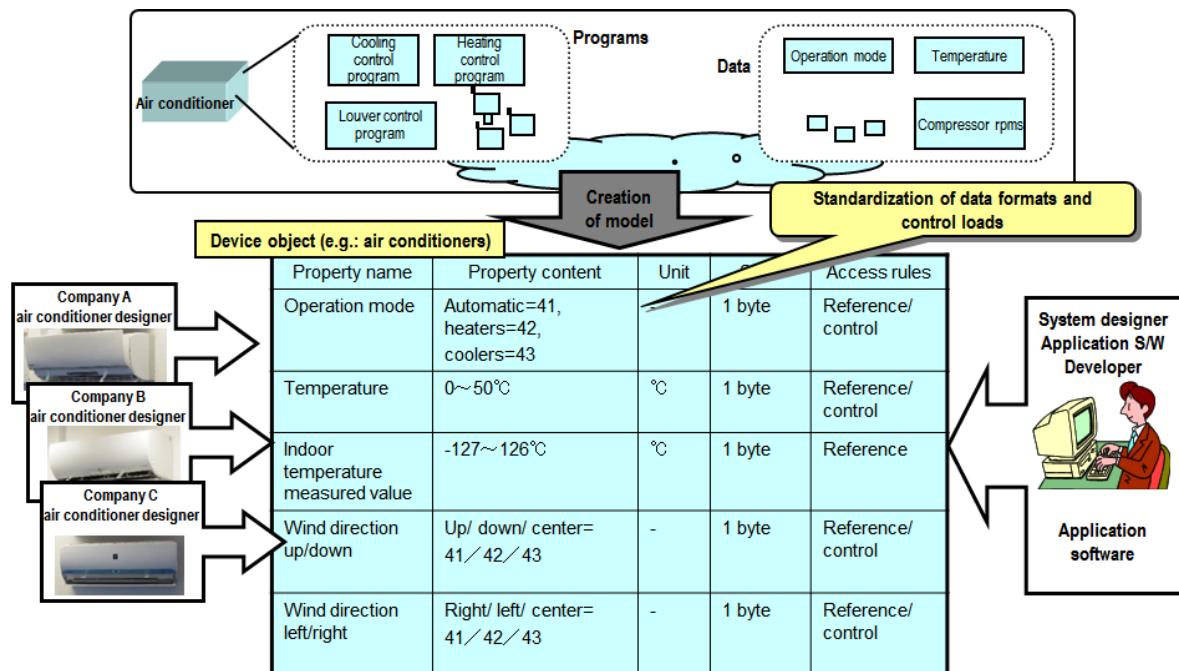 Programs
Cooling
control
program
Heating
control
program
Louver control
program
Air conditioner
Data
Operation mode
Temperature
Compressor rpms
Creation
of model
Standardization of data formats and
control loads
Device object (e.g.: air conditioners)
Property name Property content Unit Access rules
Operation mode Automatic=41, 1 byte Reference/
heaters=42, control
coolers=43
Temperature 0～50℃ ℃ 1 byte Reference/
control
Indoor -127～126℃ ℃ 1 byte Reference
temperature
measured value
Wind direction Up/ down/ center= - 1 byte Reference/
up/down 41／42／43 control
Wind direction Right/ left/ center= - 1 byte Reference/
left/right 41／42／43 control
Company A
air conditioner designer
Company B
air conditioner designer
Company C
air conditioner designer
System designer
Application S/W
Developer
Application
software